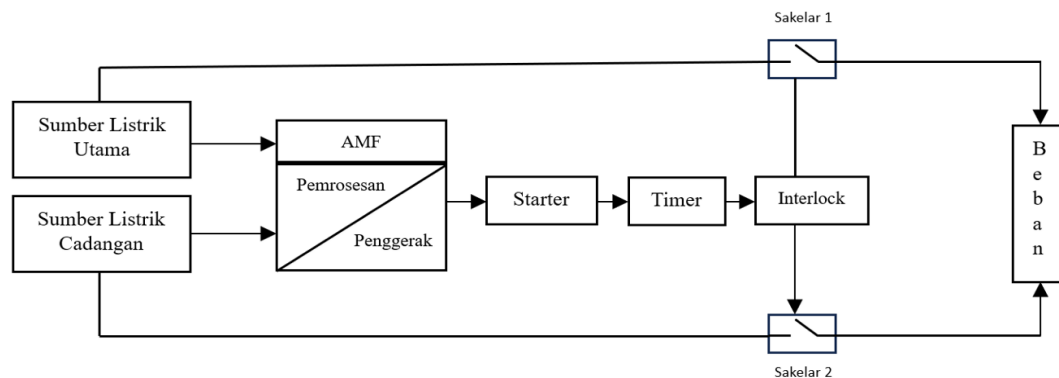 Sakelar 1
Sumber Listrik
Utama
AMF
Pemrosesan
Penggerak
Sumber Listrik
Cadangan
Starter
Timer
Interlock
B
e
b
a
n
Sakelar 2